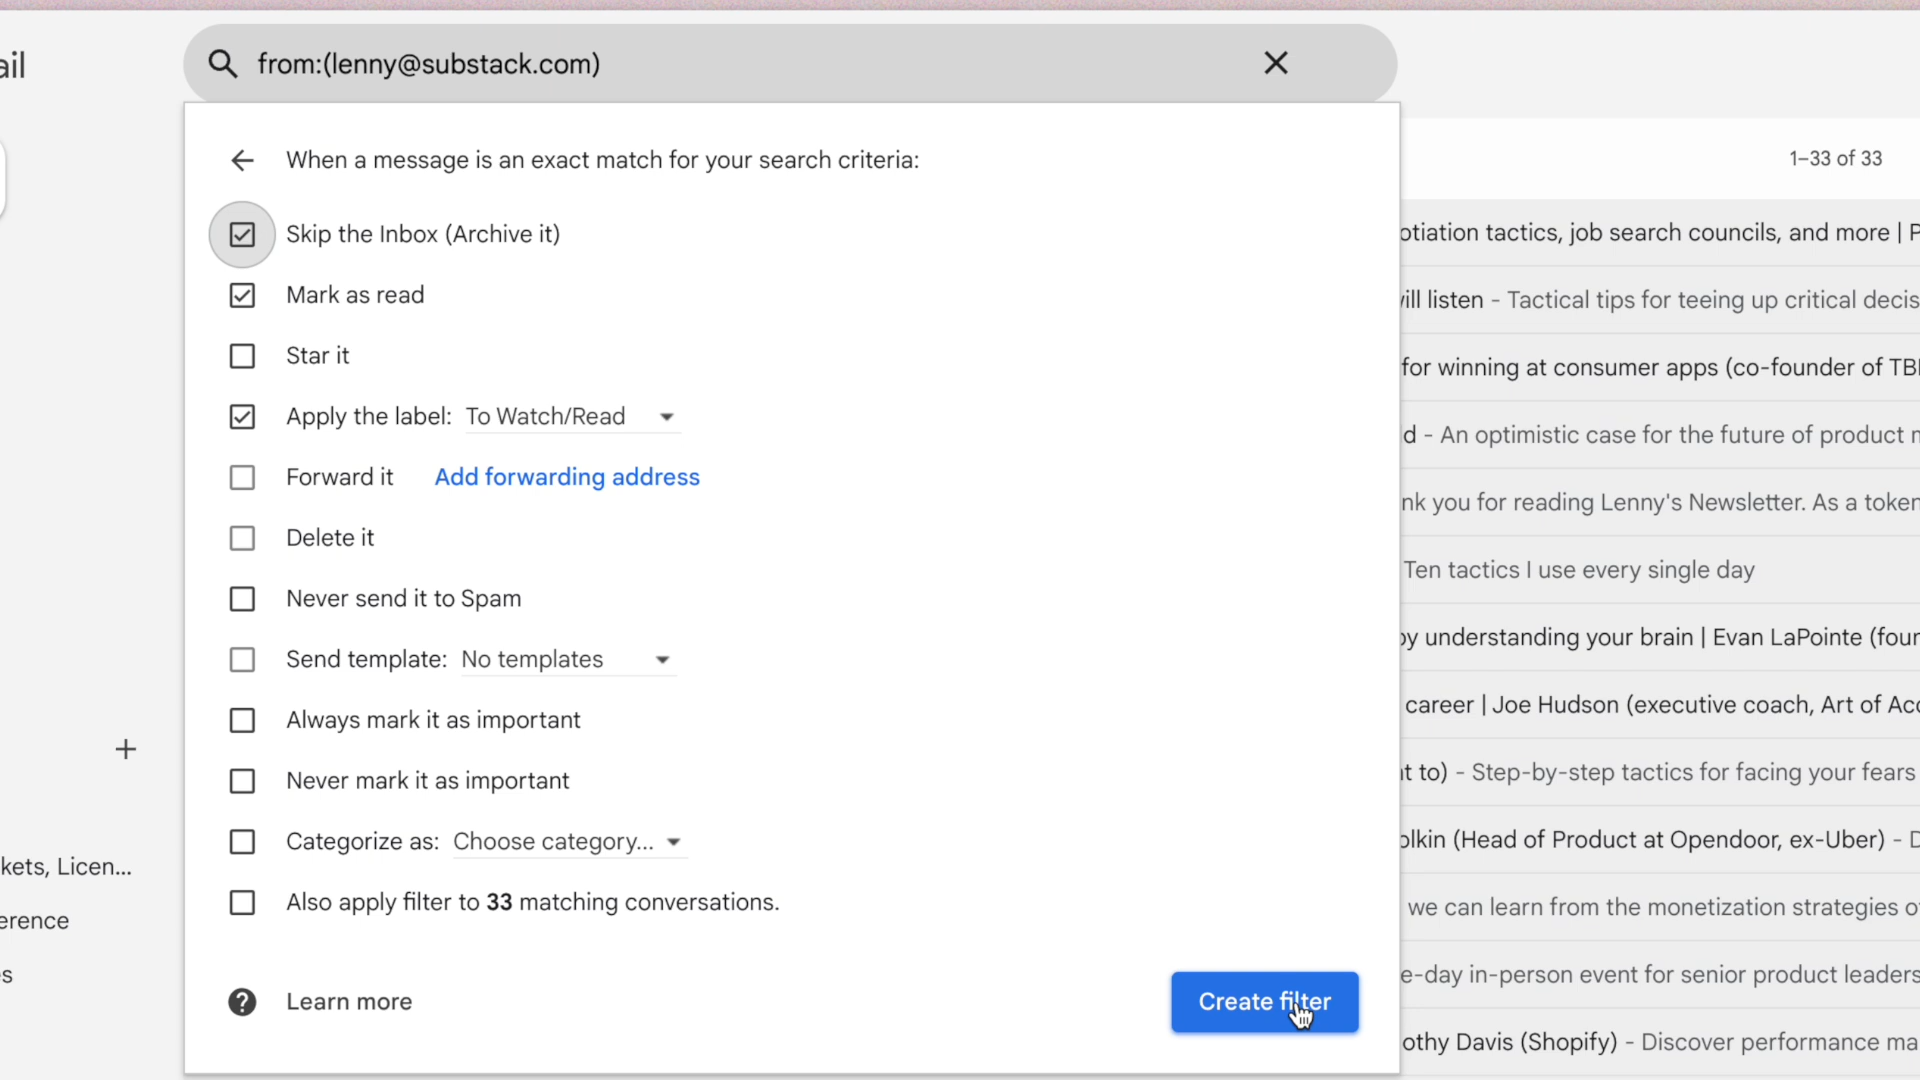 ail
from:(lenny@substack.com)
When a message is an exact match for your search criteria:
1–33 of 33
Skip the Inbox (Archive it)
otiation tactics, job search councils, and more |
Mark as read
ill listen - Tactical tips for teeing up critical decis
Star it
for winning at consumer apps (co-founder of TB
Apply the label: To Watch/Read
d - An optimistic case for the future of product
Forward it Add forwarding address
nk you for reading Lenny's Newsletter. As a token
Delete it
Ten tactics I use every single day
Never send it to Spam
by understanding your brain | Evan LaPointe (four
Send template: No templates
career | Joe Hudson (executive coach, Art of Acc
Always mark it as important
+
t to) - Step-by-step tactics for facing your fears
Never mark it as important
olkin (Head of Product at Opendoor, ex-Uber) - D
Categorize as: Choose category...
kets, Licen...
Also apply filter to 33 matching conversations.
we can learn from the monetization strategies o
erence
e-day in-person event for senior product leaders
s
? Learn more
Create filter
othy Davis (Shopify) - Discover performance ma